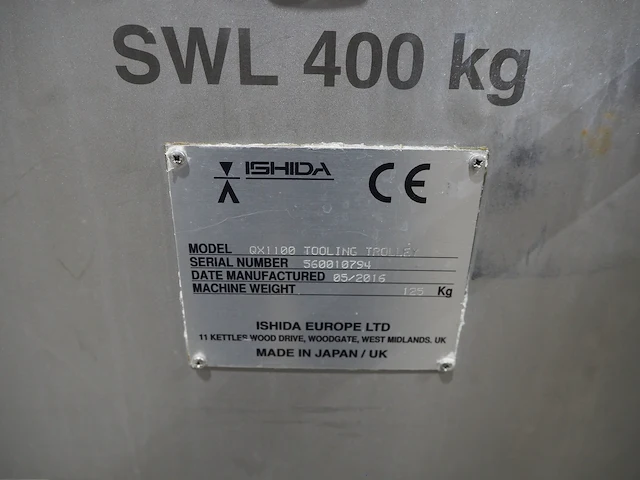 SWL 400 kg
ISHIDA CE
MODEL QX1100 TOOLING TROLLEY
SERIAL NUMBER 560010794
DATE MANUFACTURED 05/2016
MACHINE WEIGHT 125 Kg
ISHIDA EUROPE LTD
11 KETTLES WOOD DRIVE, WOODGATE, WEST MIDLANDS. UK
MADE IN JAPAN / UK